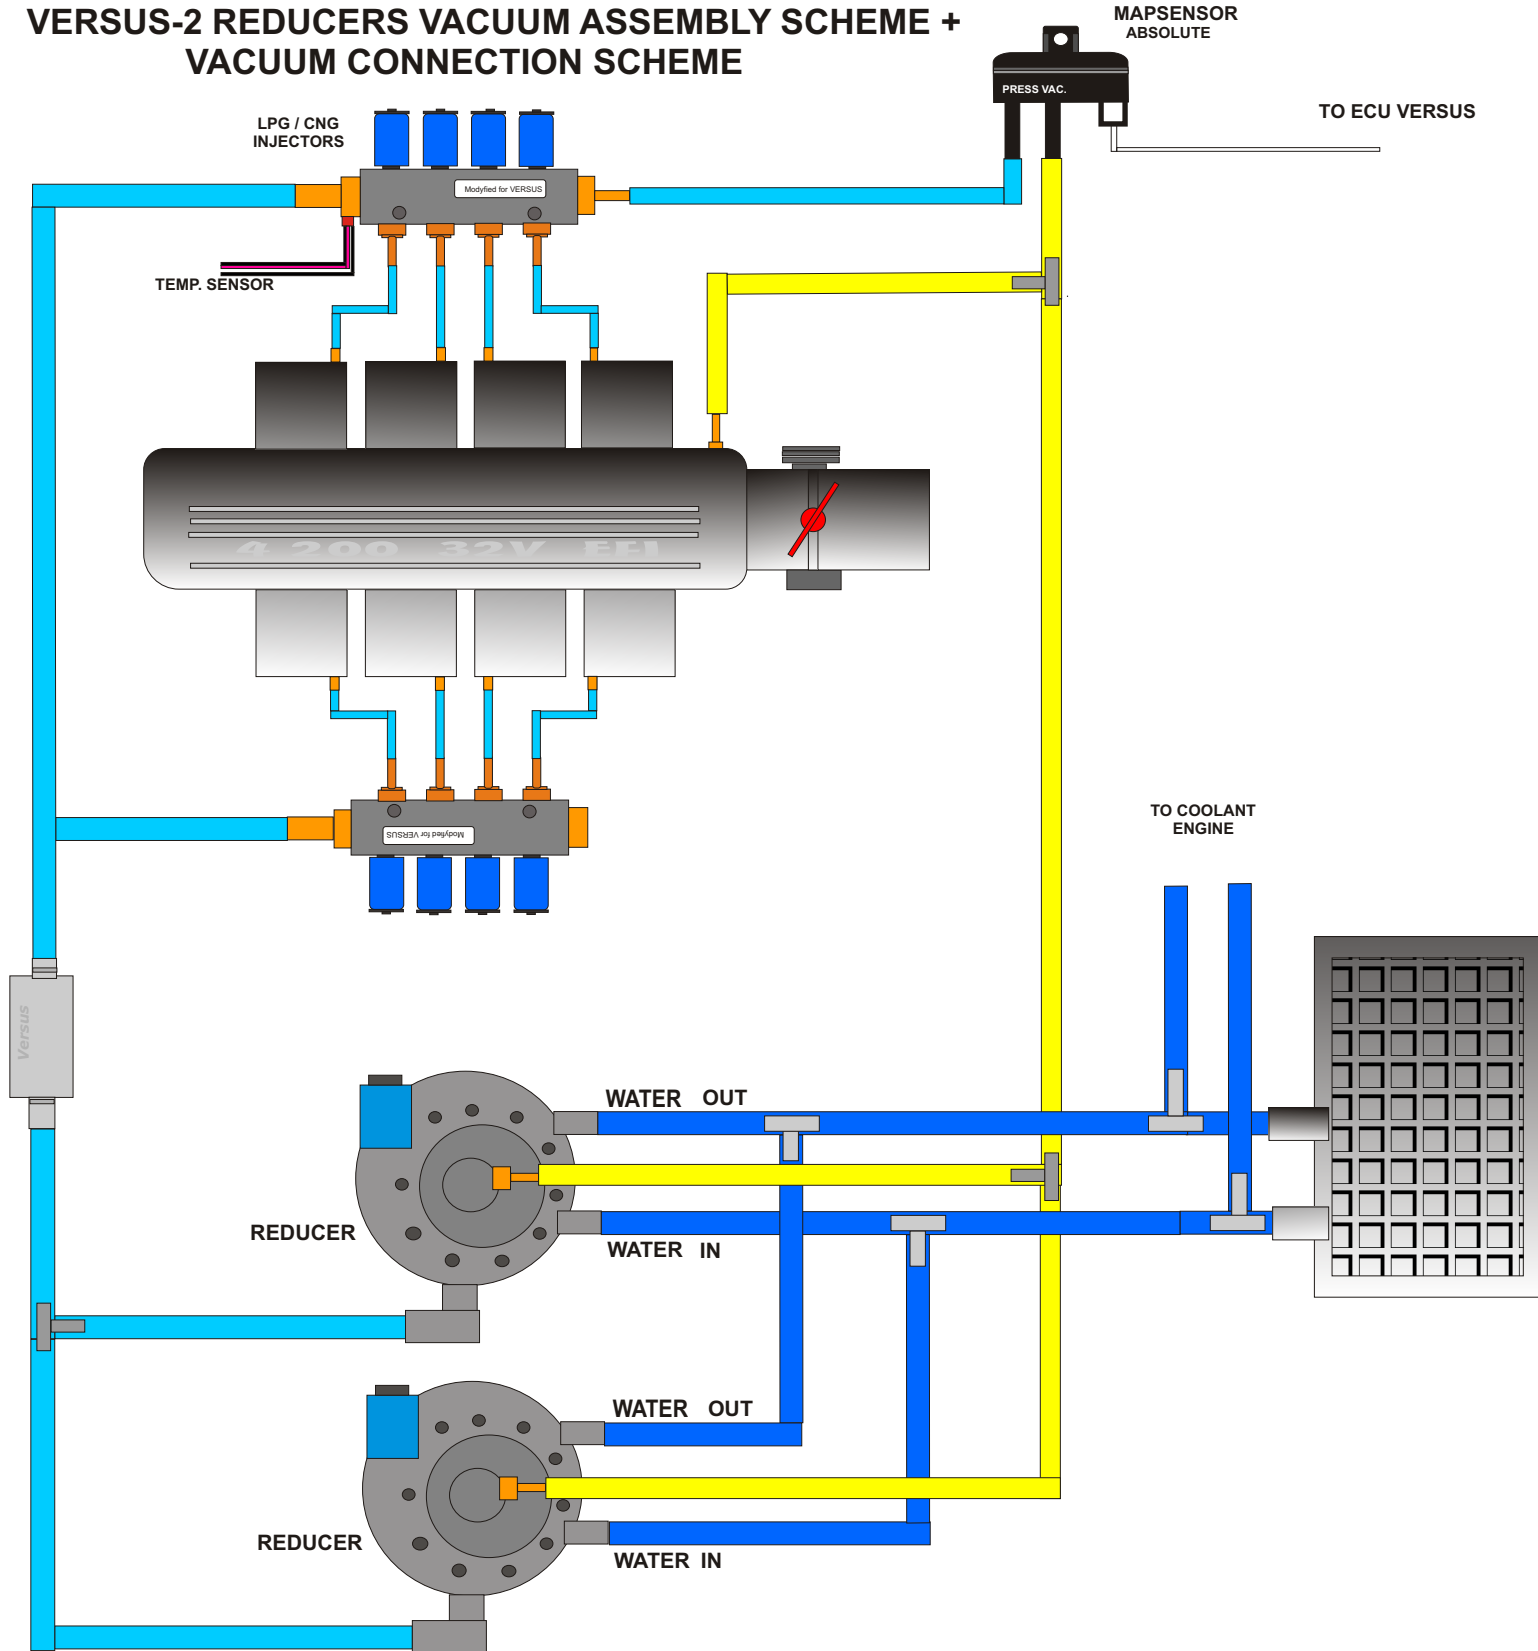 VERSUS-2 REDUCERS VACUUM ASSEMBLY SCHEME +
VACUUM CONNECTION SCHEME
MAPSENSOR
ABSOLUTE
PRESS VAC.
TO ECU VERSUS
LPG / CNG
INJECTORS
Modyfied for VERSUS
TEMP. SENSOR
4 200 32V EFI
Modyfied for VERSUS
TO COOLANT
ENGINE
Versus
WATER OUT
REDUCER
WATER IN
WATER OUT
REDUCER
WATER IN